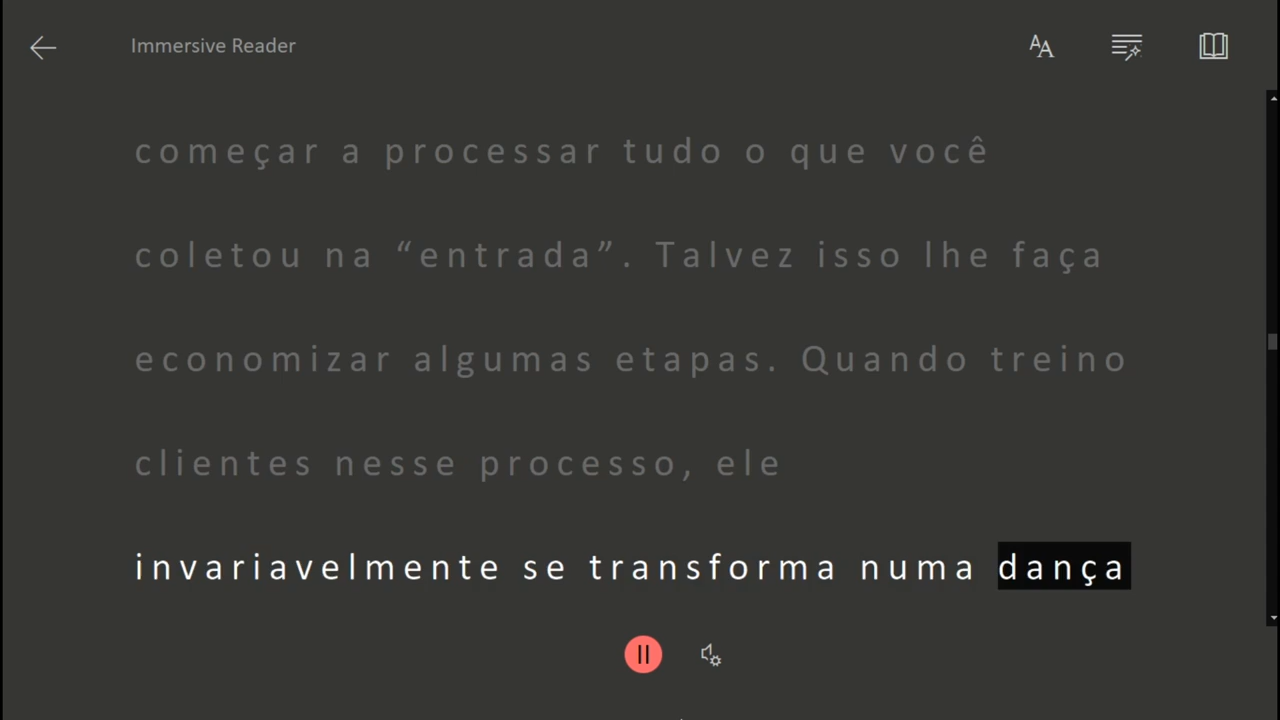 Immersive Reader
começar a processar tudo o que você
coletou na “entrada”. Talvez isso lhe faça
economizar algumas etapas. Quando treino
clientes nesse processo, ele
invariavelmente se transforma numa dança